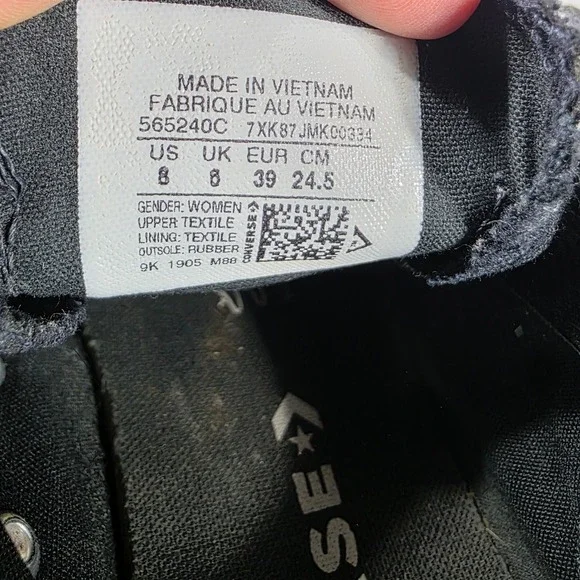 MADE IN VIETNAM
FABRIQUE AU VIETNAM
565240C 7XK87JMK00334
US UK EUR CM
8 6 39 24.5
GENDER: WOMEN
UPPER: TEXTILE
LINING: TEXTILE
OUTSOLE: RUBBER
9K 1905 M88
CONVERSE
RSE